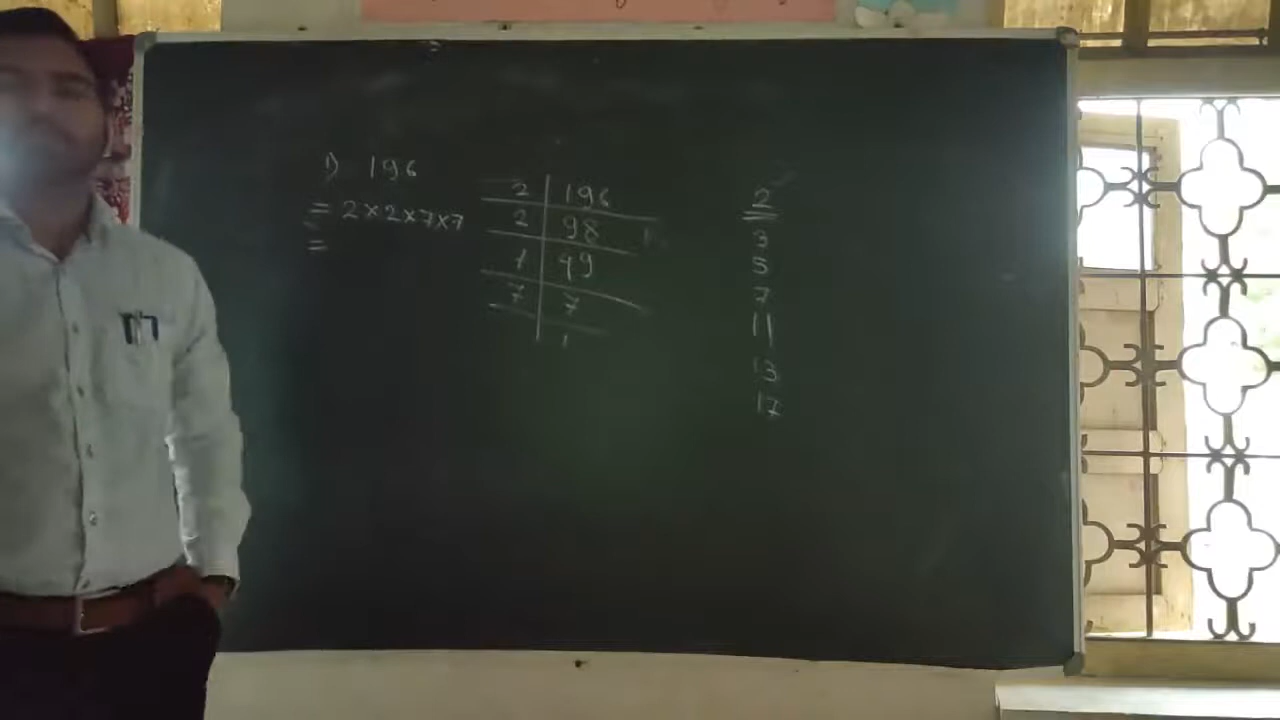 1) 196
= 2×2×7×7
=
2 | 196
2 | 98
7 | 49
7 | 7
1
2
3
5
7
11
13
17